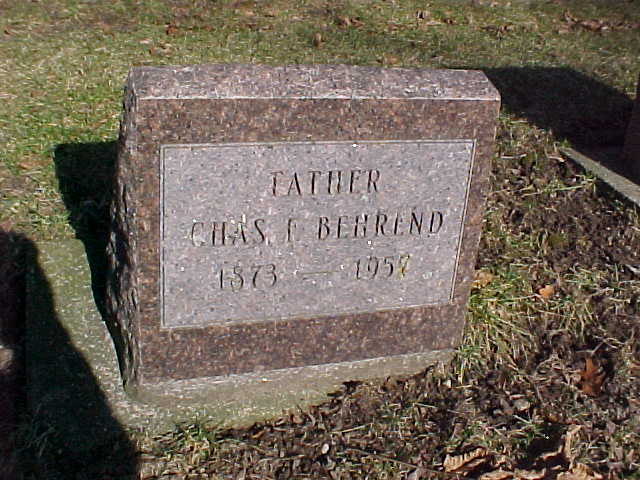 FATHER
CHAS. F. BEHREND
1873 — 1957